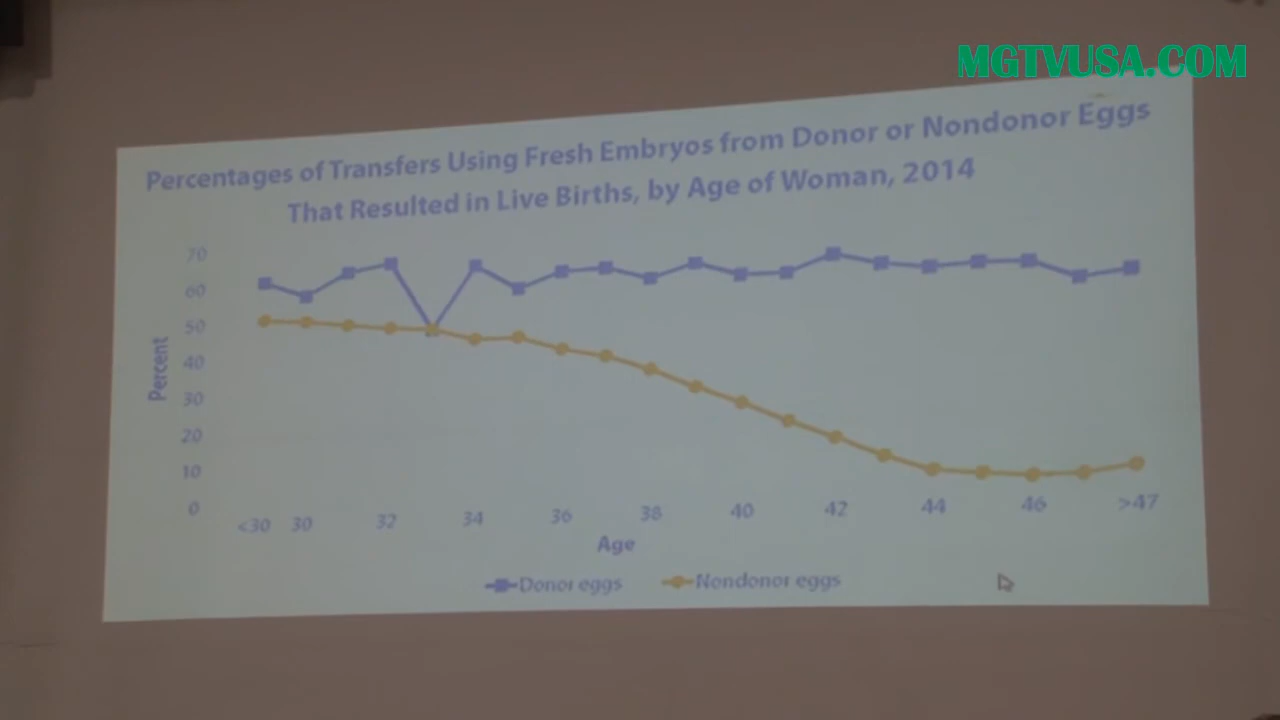 MGTVUSA.COM
Percentages of Transfers Using Fresh Embryos from Donor or Nondonor Eggs
That Resulted in Live Births, by Age of Woman, 2014
70
60
50
40
30
20
10
0
Percent
<30 30 32 34 36 38 40 42 44 46 >47
Age
Donor eggs Nondonor eggs